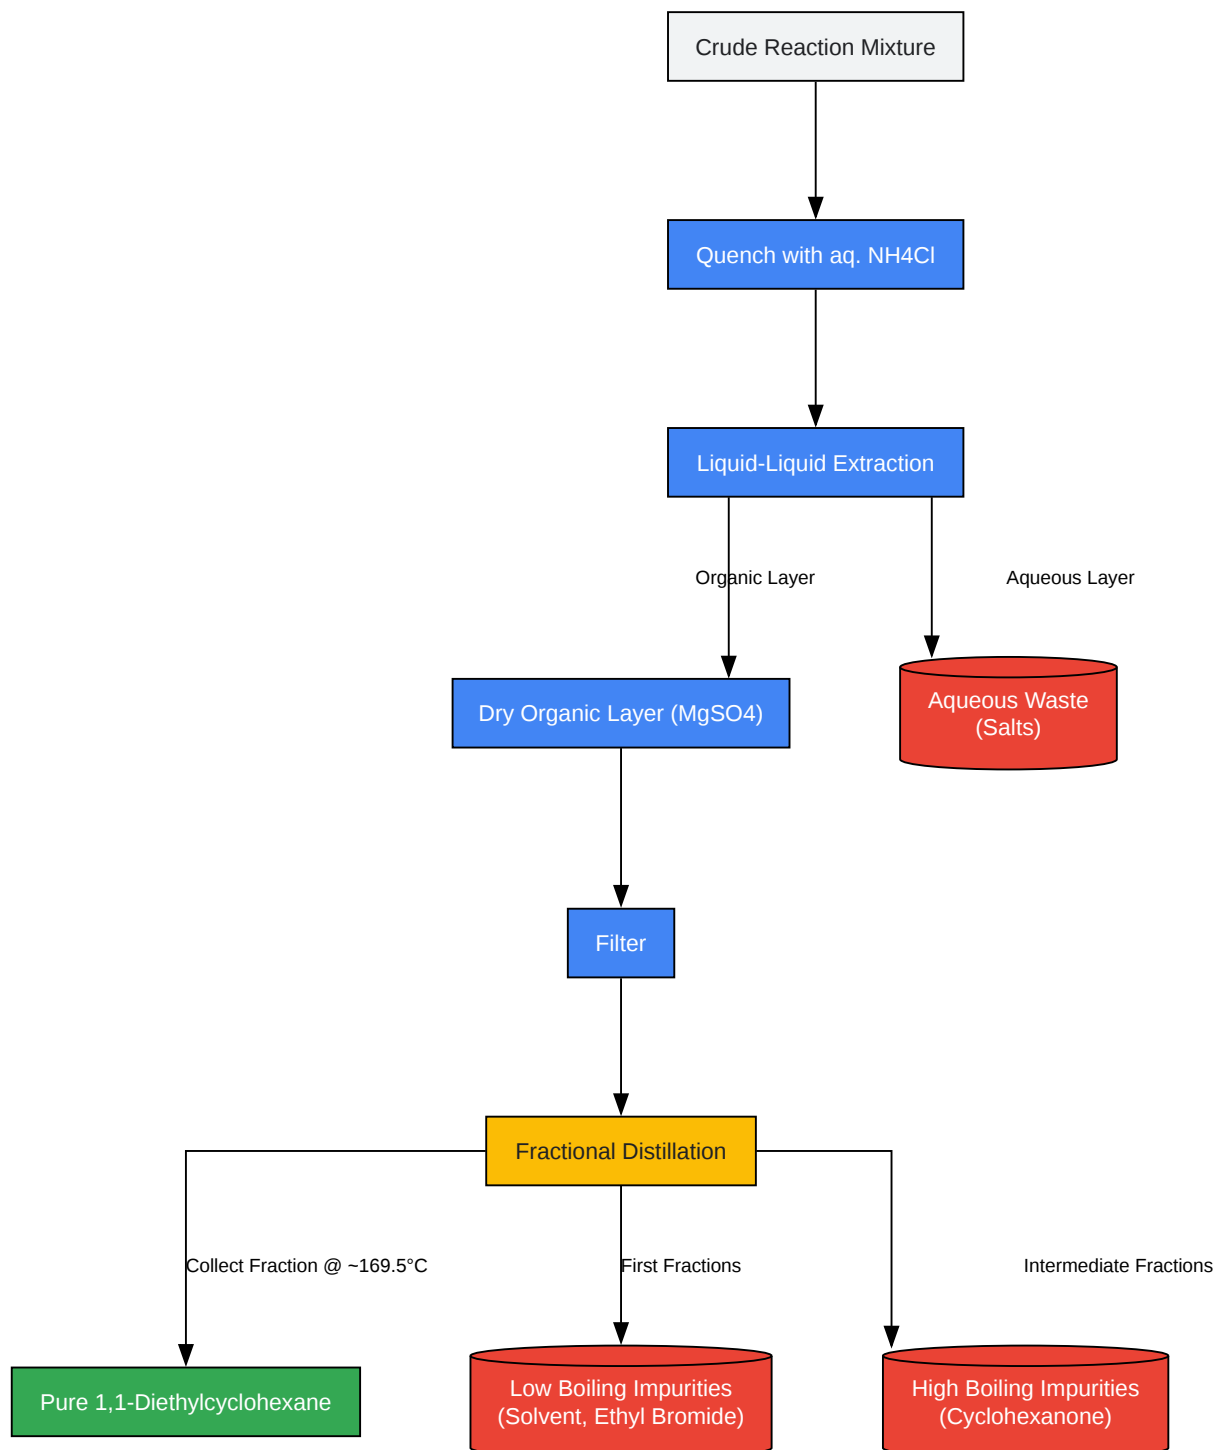 Crude Reaction Mixture
Quench with aq. NH4Cl
Liquid-Liquid Extraction
Organic Layer
Aqueous Layer
Dry Organic Layer (MgSO4)
Aqueous Waste
(Salts)
Filter
Fractional Distillation
Collect Fraction @ ~169.5°C
First Fractions
Intermediate Fractions
Pure 1,1-Diethylcyclohexane
Low Boiling Impurities
(Solvent, Ethyl Bromide)
High Boiling Impurities
(Cyclohexanone)